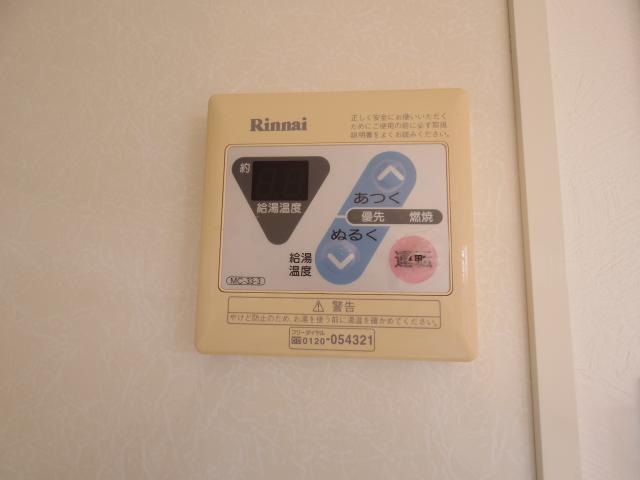 Rinnai
正しく安全にお使いいただく
ためにご使用の前に必ず取扱
説明書をよくお読みください。
約
給湯温度
あつく
優先 燃焼
ぬるく
給湯
温度
運転
MC-33-3
⚠ 警告
やけど防止のため、お湯を使う前に湯温を確かめてください。
フリーダイヤル
0120-054321